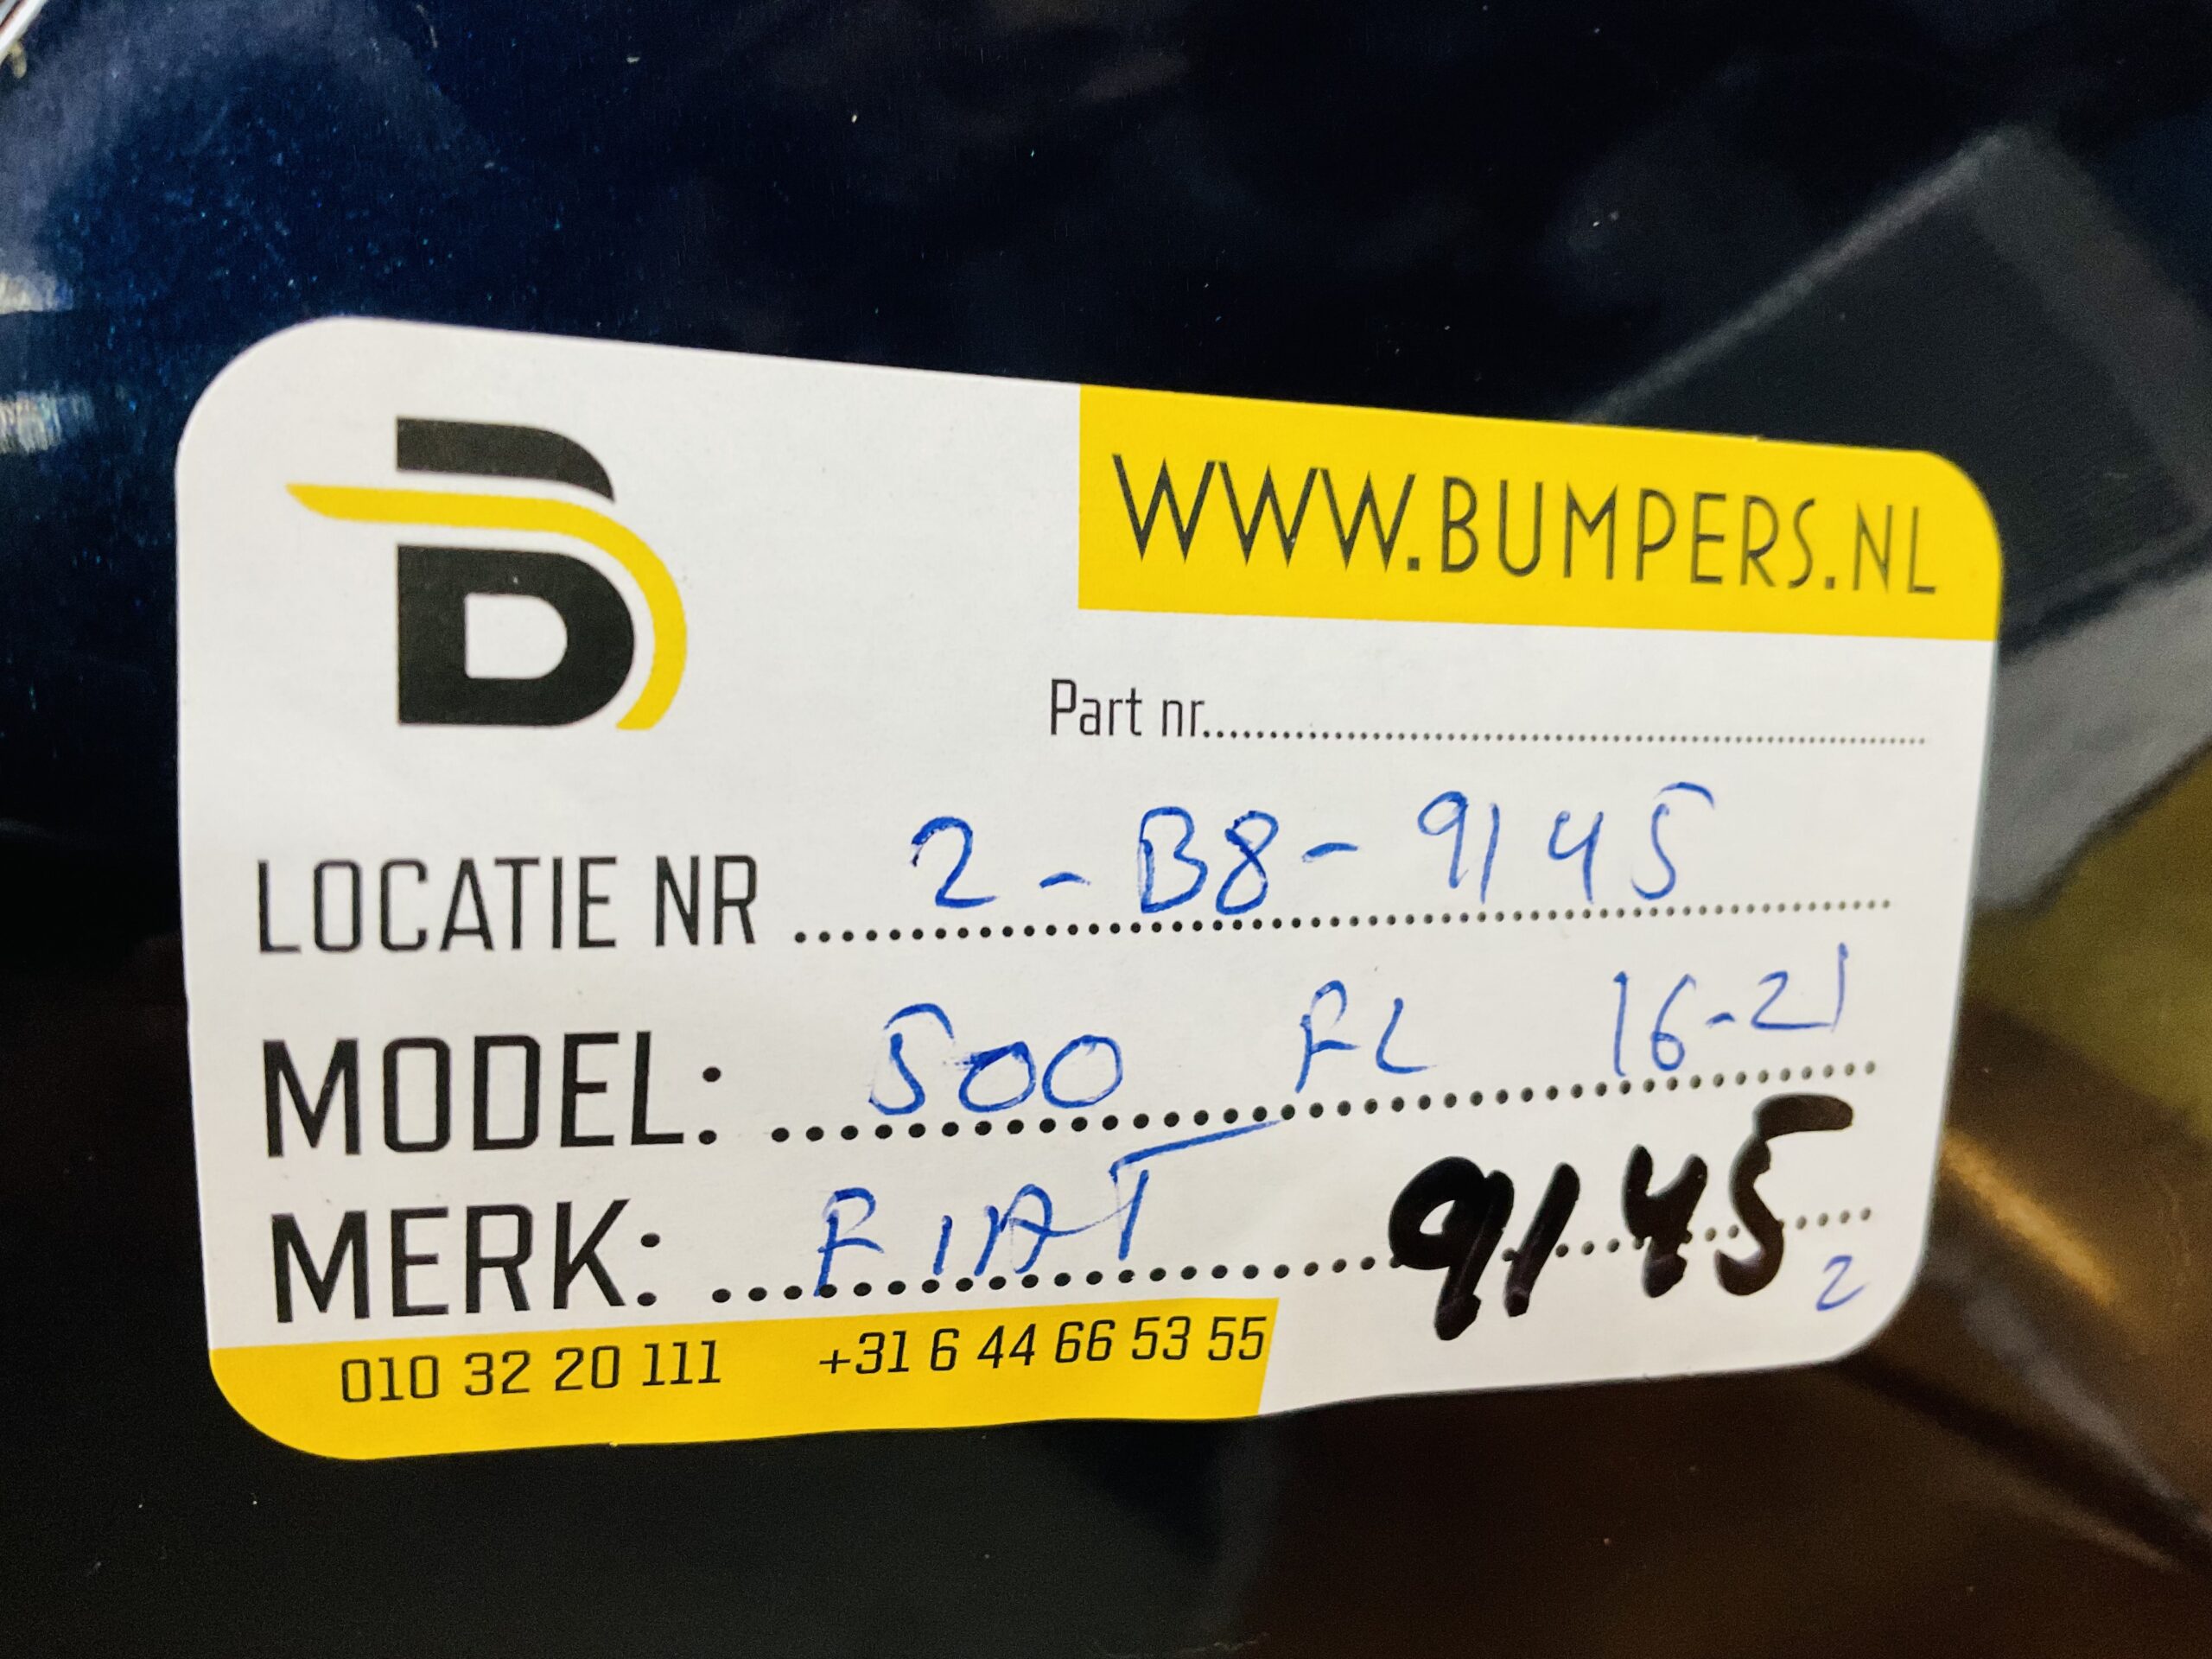 B
WWW.BUMPERS.NL
Part nr.
LOCATIE NR 2-B8-9145
MODEL: 500 FL 16-21
MERK: FIAT 9145
2
010 32 20 111 +31 6 44 66 53 55